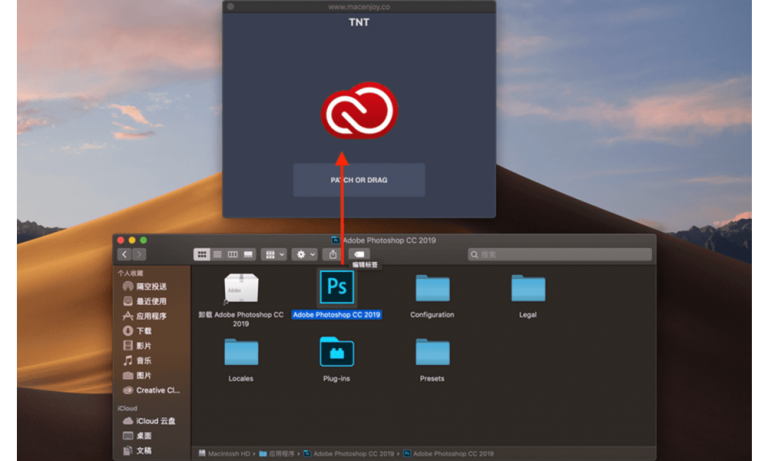 www.macenjoy.co
TNT
PATCH OR DRAG
Adobe Photoshop CC 2019
搜索
编辑标签
个人收藏
隔空投送
最近使用
应用程序
下载
影片
音乐
图片
Creative Cl...
iCloud
iCloud 云盘
桌面
文稿
Adobe
卸载 Adobe Photoshop CC
2019
Ps
Adobe Photoshop CC 2019
Configuration
Legal
Locales
Plug-ins
Presets
Macintosh HD › 应用程序 › Adobe Photoshop CC 2019 › Adobe Photoshop CC 2019